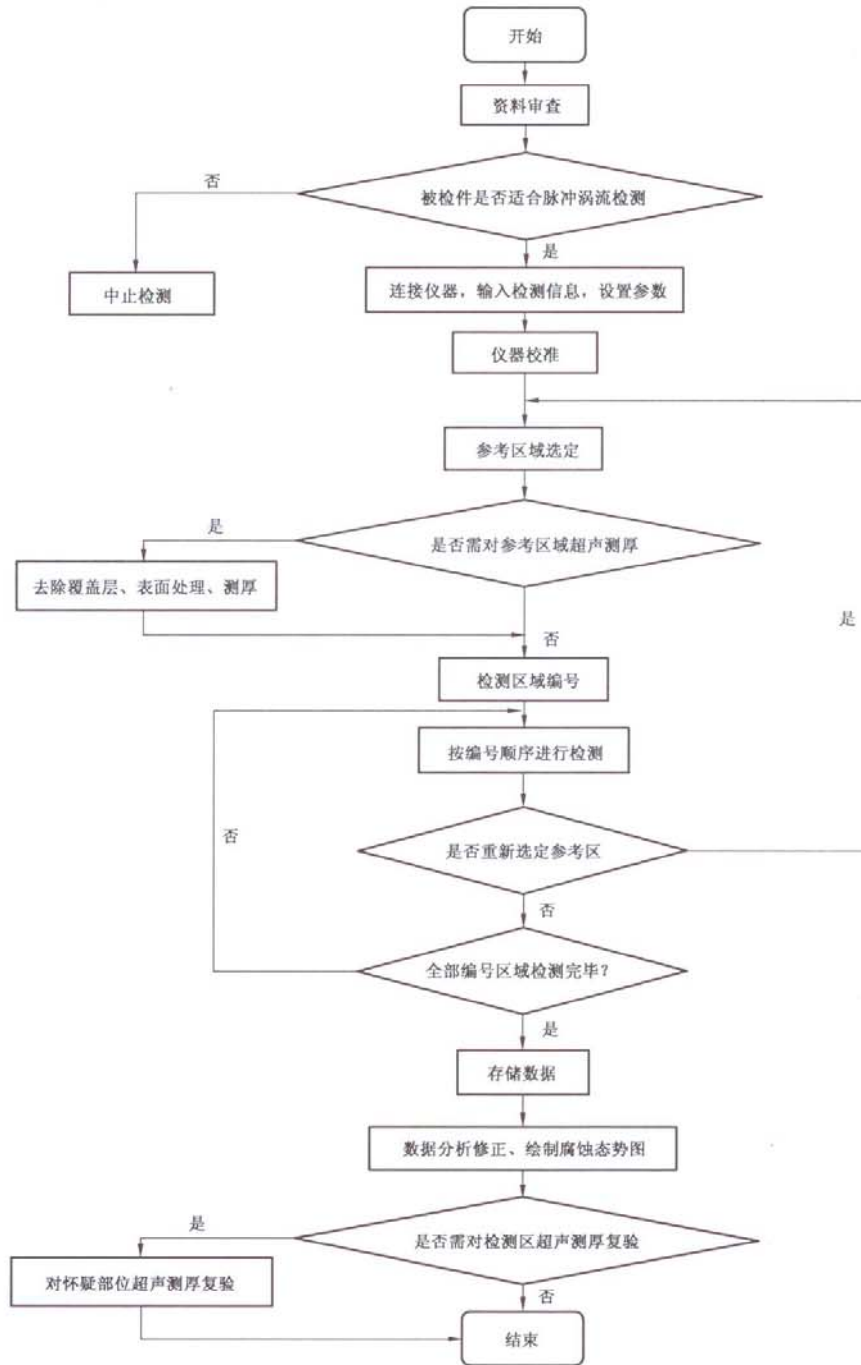 开始
资料审查
否
被检件是否适合脉冲涡流检测
是
中止检测
连接仪器，输入检测信息，设置参数
仪器校准
参考区域选定
是
是否需对参考区域超声测厚
去除覆盖层、表面处理、测厚
是
否
检测区域编号
按编号顺序进行检测
否
是否重新选定参考区
否
全部编号区域检测完毕？
是
存储数据
数据分析修正、绘制腐蚀态势图
是
是否需对检测区超声测厚复验
对怀疑部位超声测厚复验
否
结束